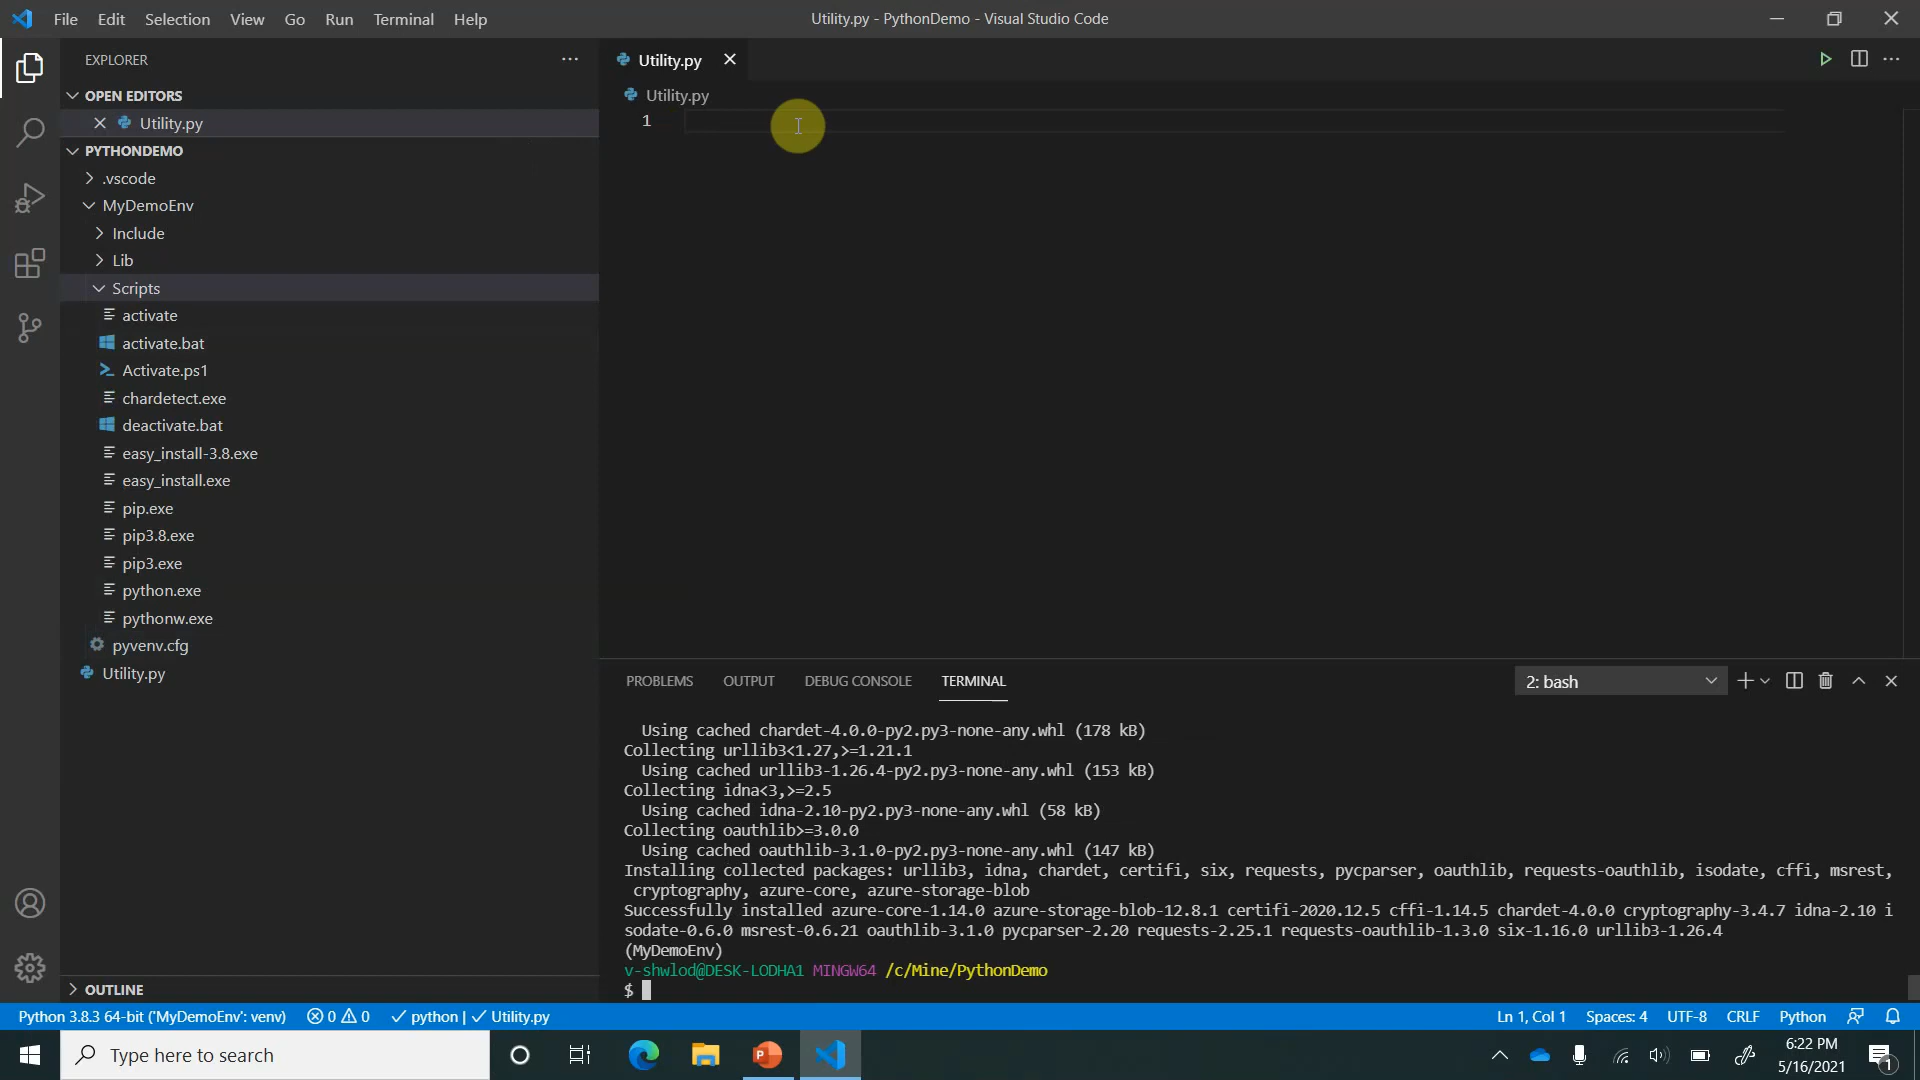 File Edit Selection View Go Run Terminal Help
Utility.py - PythonDemo - Visual Studio Code
EXPLORER
OPEN EDITORS
Utility.py
PYTHONDEMO
.vscode
MyDemoEnv
Include
Lib
Scripts
activate
activate.bat
Activate.ps1
chardetect.exe
deactivate.bat
easy_install-3.8.exe
easy_install.exe
pip.exe
pip3.8.exe
pip3.exe
python.exe
pythonw.exe
pyvenv.cfg
Utility.py
OUTLINE
Utility.py
Utility.py
1
PROBLEMS OUTPUT DEBUG CONSOLE TERMINAL
2: bash
Using cached chardet-4.0.0-py2.py3-none-any.whl (178 kB)
Collecting urllib3<1.27,>=1.21.1
Using cached urllib3-1.26.4-py2.py3-none-any.whl (153 kB)
Collecting idna<3,>=2.5
Using cached idna-2.10-py2.py3-none-any.whl (58 kB)
Collecting oauthlib>=3.0.0
Using cached oauthlib-3.1.0-py2.py3-none-any.whl (147 kB)
Installing collected packages: urllib3, idna, chardet, certifi, six, requests, pycparser, oauthlib, requests-oauthlib, isodate, cffi, msrest,
cryptography, azure-core, azure-storage-blob
Successfully installed azure-core-1.14.0 azure-storage-blob-12.8.1 certifi-2020.12.5 cffi-1.14.5 chardet-4.0.0 cryptography-3.4.7 idna-2.10 i
sodate-0.6.0 msrest-0.6.21 oauthlib-3.1.0 pycparser-2.20 requests-2.25.1 requests-oauthlib-1.3.0 six-1.16.0 urllib3-1.26.4
(MyDemoEnv)
v-shwlod@DESK-LODHA1 MINGW64 /c/Mine/PythonDemo
$
Python 3.8.3 64-bit ('MyDemoEnv': venv) 0 0 python | Utility.py
Ln 1, Col 1 Spaces: 4 UTF-8 CRLF Python
Type here to search
6:22 PM
5/16/2021
1